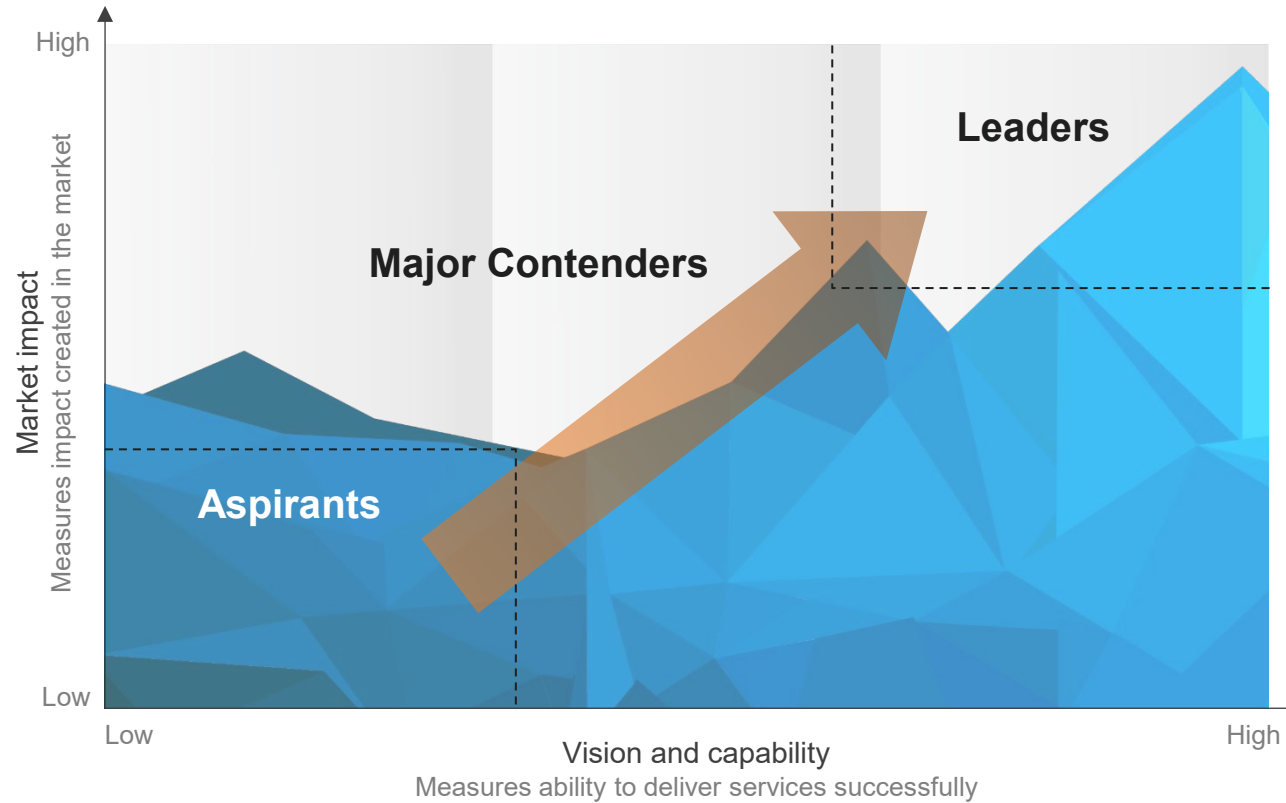 High
Leaders
Major Contenders
Market impact
Measures impact created in the market
Aspirants
Low
Low
High
Vision and capability
Measures ability to deliver services successfully